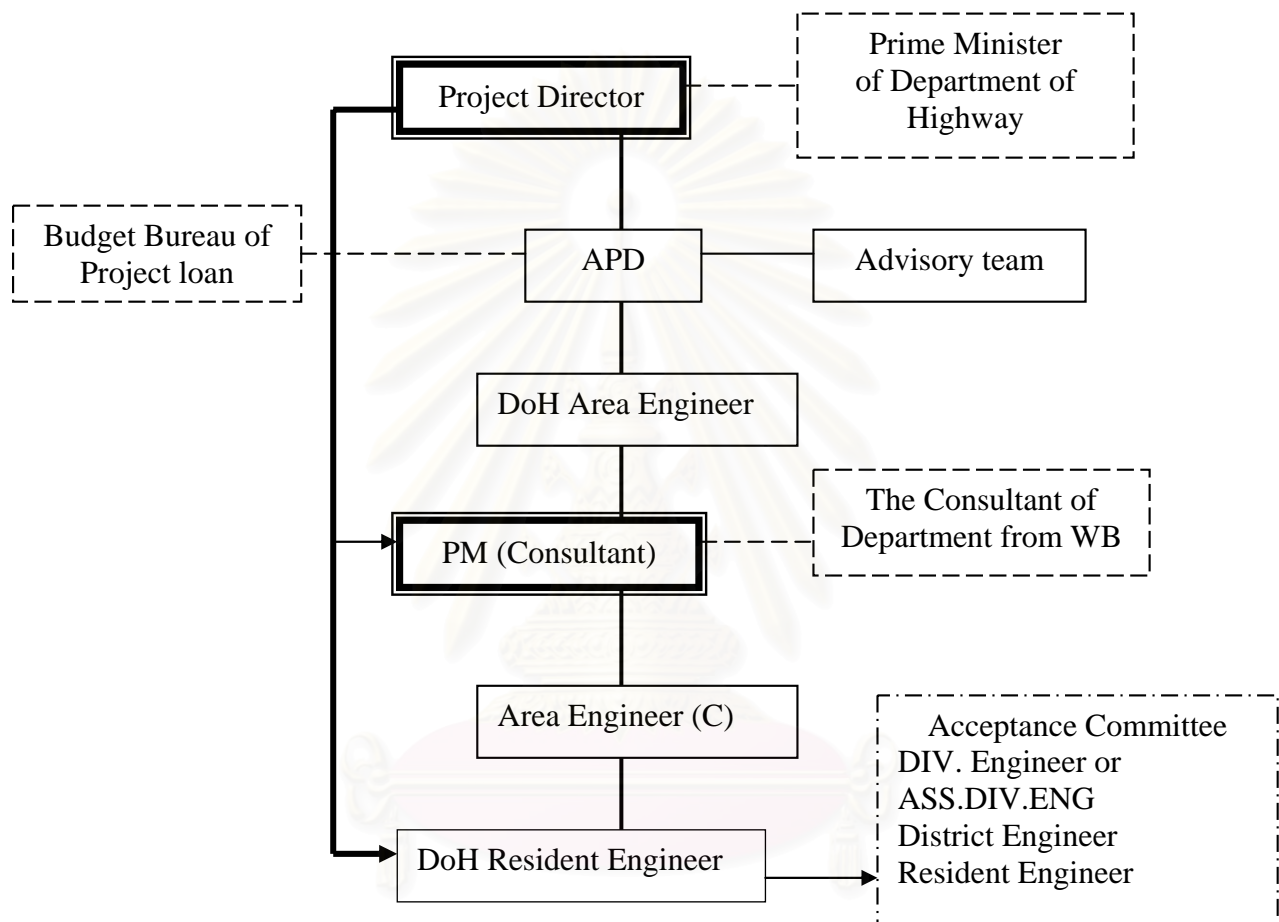 Prime Minister
of Department of
Highway
Project Director
Budget Bureau of
Project loan
APD
Advisory team
DoH Area Engineer
The Consultant of
Department from WB
PM (Consultant)
Area Engineer (C)
Acceptance Committee
DIV. Engineer or
ASS.DIV.ENG
District Engineer
Resident Engineer
DoH Resident Engineer